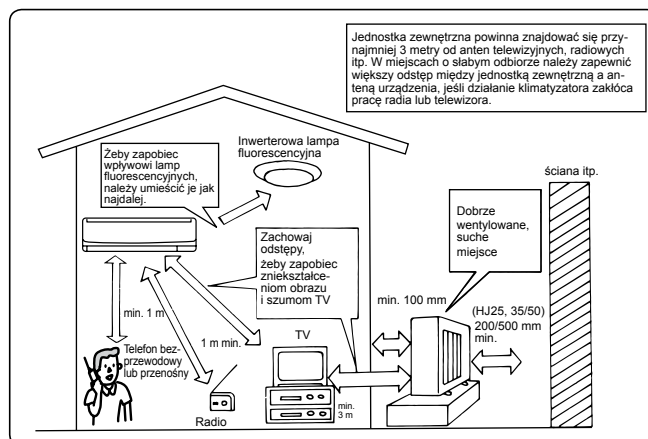 Jednostka zewnętrzna powinna znajdować się przy-
najmniej 3 metry od anten telewizyjnych, radiowych
itp. W miejscach o słabym odbiorze należy zapewnić
większy odstęp między jednostką zewnętrzną a an-
teną urządzenia, jeśli działanie klimatyzatora zakłóca
pracę radia lub telewizora.
Inwerterowa lampa
fluorescencyjna
Żeby zapobiec
wpływowi lamp
fluorescencyjnych,
należy umieścić je jak
najdalej.
ściana itp.
Dobrze
wentylowane,
suche
miejsce
Zachowaj
odstępy,
żeby zapobiec
zniekształce-
niom obrazu
i szumom TV
min. 100 mm
(HJ25, 35/50)
200/500 mm
min.
min. 1 m
1 m min.
TV
Telefon bez-
przewodowy
lub przenośny
Radio
min.
3 m